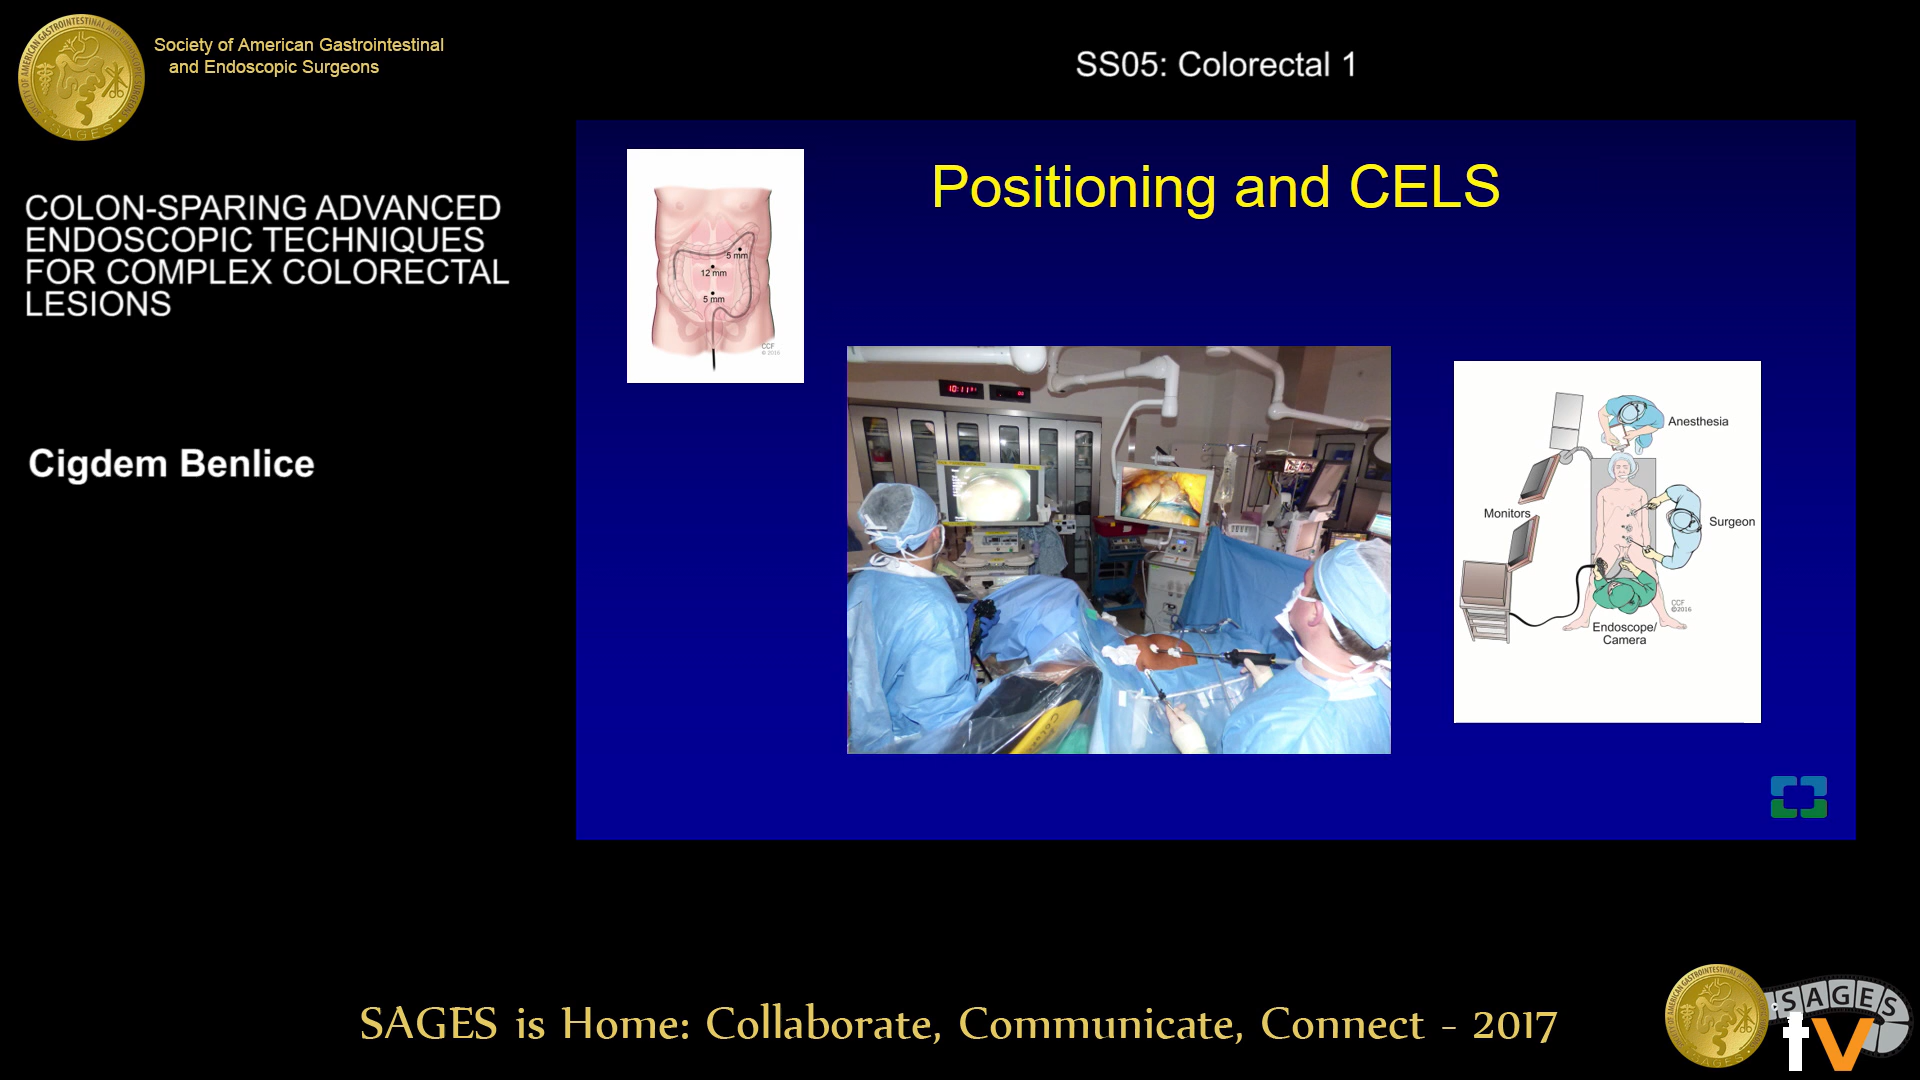 Society of American Gastrointestinal
and Endoscopic Surgeons
SS05: Colorectal 1
COLON-SPARING ADVANCED
ENDOSCOPIC TECHNIQUES
FOR COMPLEX COLORECTAL
LESIONS
Cigdem Benlice
Positioning and CELS
5 mm
12 mm
5 mm
CCF
© 2016
10:11
Anesthesia
Monitors
Surgeon
CCF
©2016
Endoscope/
Camera
SAGES is Home: Collaborate, Communicate, Connect - 2017
SAGES
tv